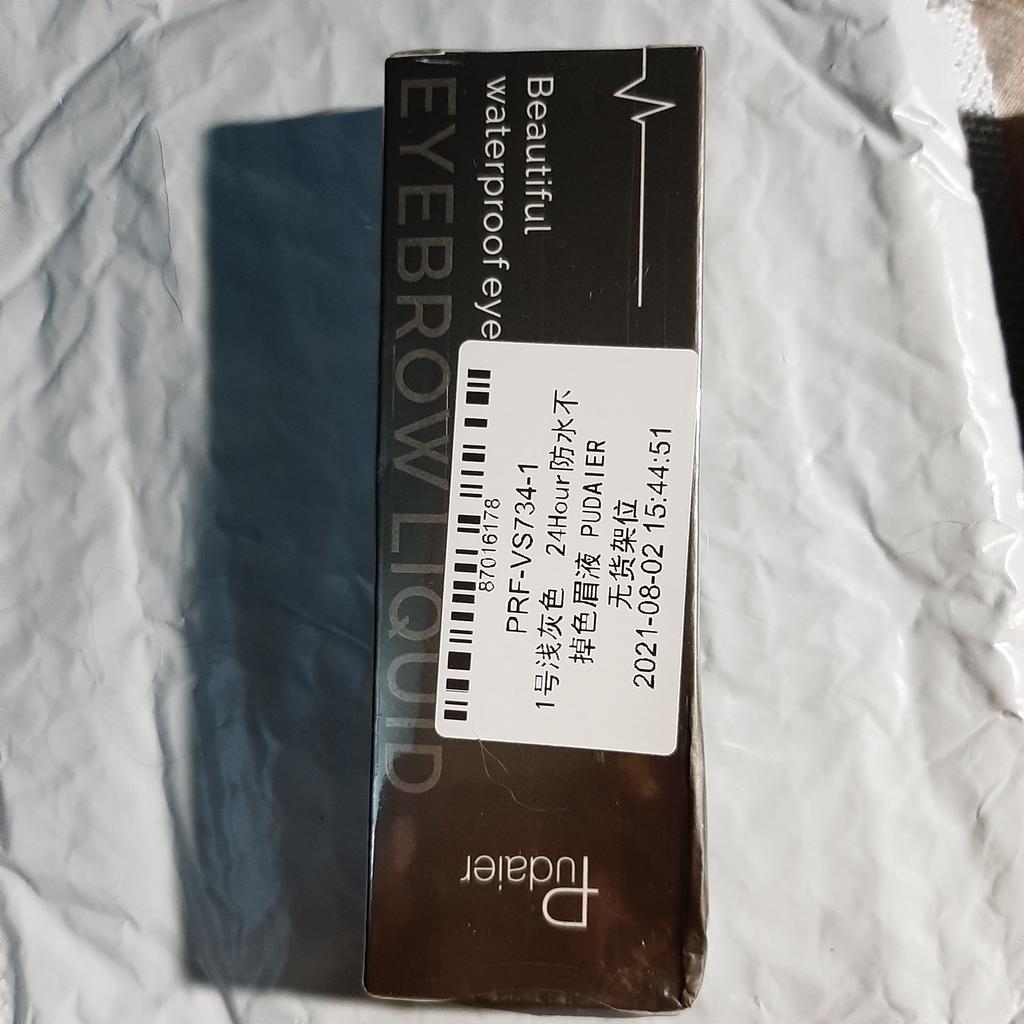 Beautiful
waterproof eye
EYEBROW LIQUID
87016178
PRF-VS734-1
1号浅灰色 24Hour防水不
掉色眉液 PUDAIER
无货架位
2021-08-02 15:44:51
Pudaier